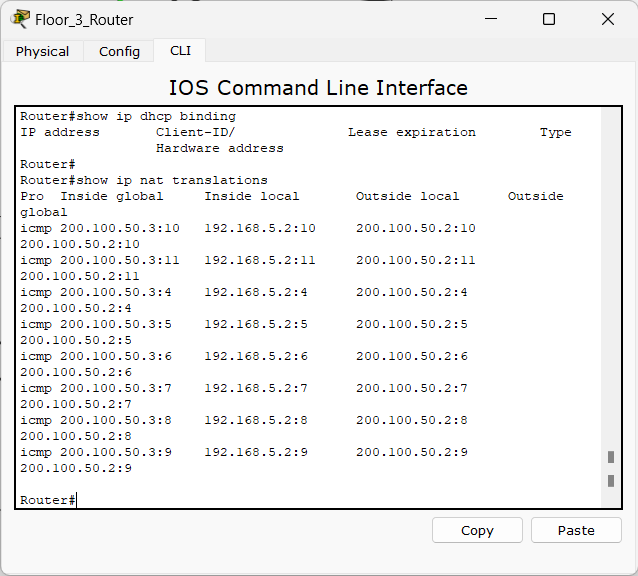 Floor_3_Router
Physical Config CLI
IOS Command Line Interface
Router#show ip dhcp binding
IP address       Client-ID/              Lease expiration        Type
                 Hardware address
Router#
Router#show ip nat translations
Pro  Inside global     Inside local       Outside local      Outside
global
icmp 200.100.50.3:10   192.168.5.2:10     200.100.50.2:10
200.100.50.2:10
icmp 200.100.50.3:11   192.168.5.2:11     200.100.50.2:11
200.100.50.2:11
icmp 200.100.50.3:4    192.168.5.2:4      200.100.50.2:4
200.100.50.2:4
icmp 200.100.50.3:5    192.168.5.2:5      200.100.50.2:5
200.100.50.2:5
icmp 200.100.50.3:6    192.168.5.2:6      200.100.50.2:6
200.100.50.2:6
icmp 200.100.50.3:7    192.168.5.2:7      200.100.50.2:7
200.100.50.2:7
icmp 200.100.50.3:8    192.168.5.2:8      200.100.50.2:8
200.100.50.2:8
icmp 200.100.50.3:9    192.168.5.2:9      200.100.50.2:9
200.100.50.2:9
Router#
Copy Paste